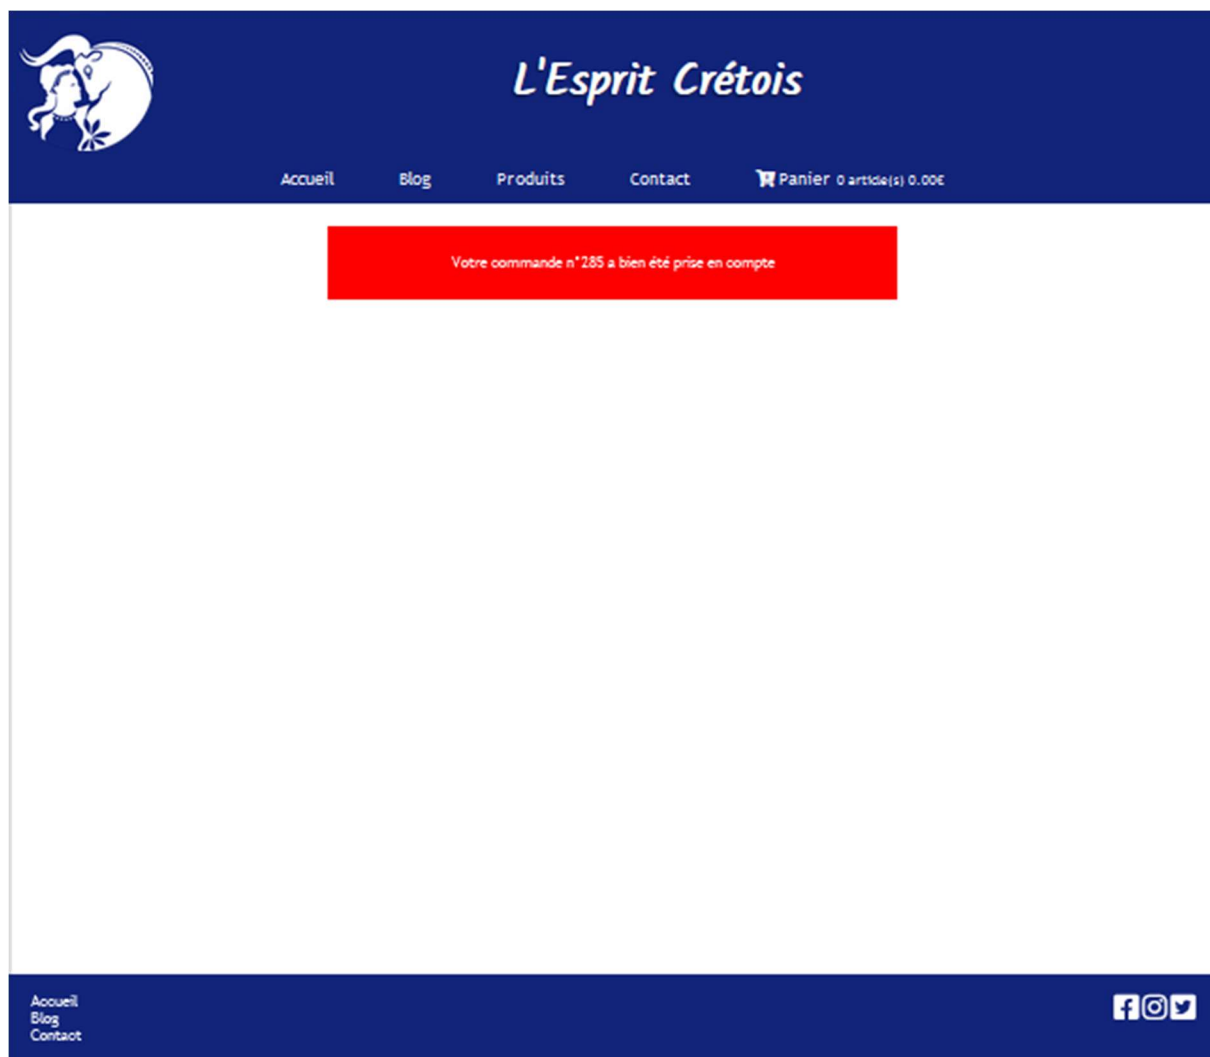 L'Esprit Crétois
Accueil Blog Produits Contact Panier 0 article(s) 0.00€
Votre commande n°285 a bien été prise en compte
Accueil
Blog
Contact